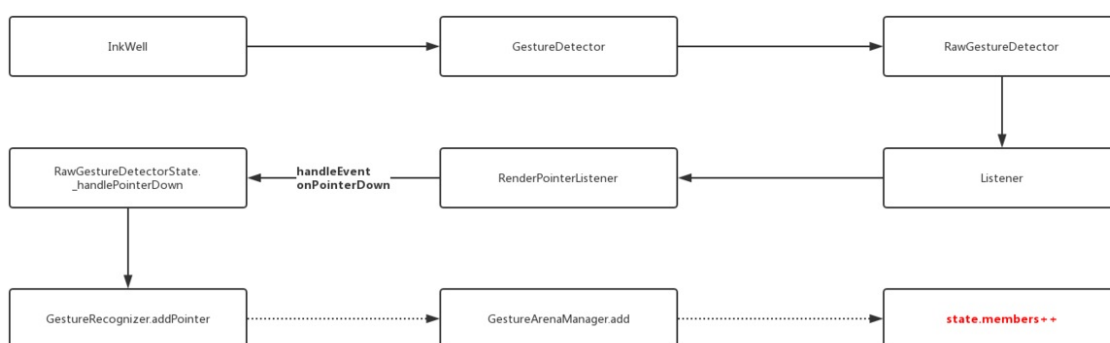 InkWell
GestureDetector
RawGestureDetector
RawGestureDetectorState.
_handlePointerDown
handleEvent
onPointerDown
RenderPointerListener
Listener
GestureRecognizer.addPointer
GestureArenaManager.add
state.members++